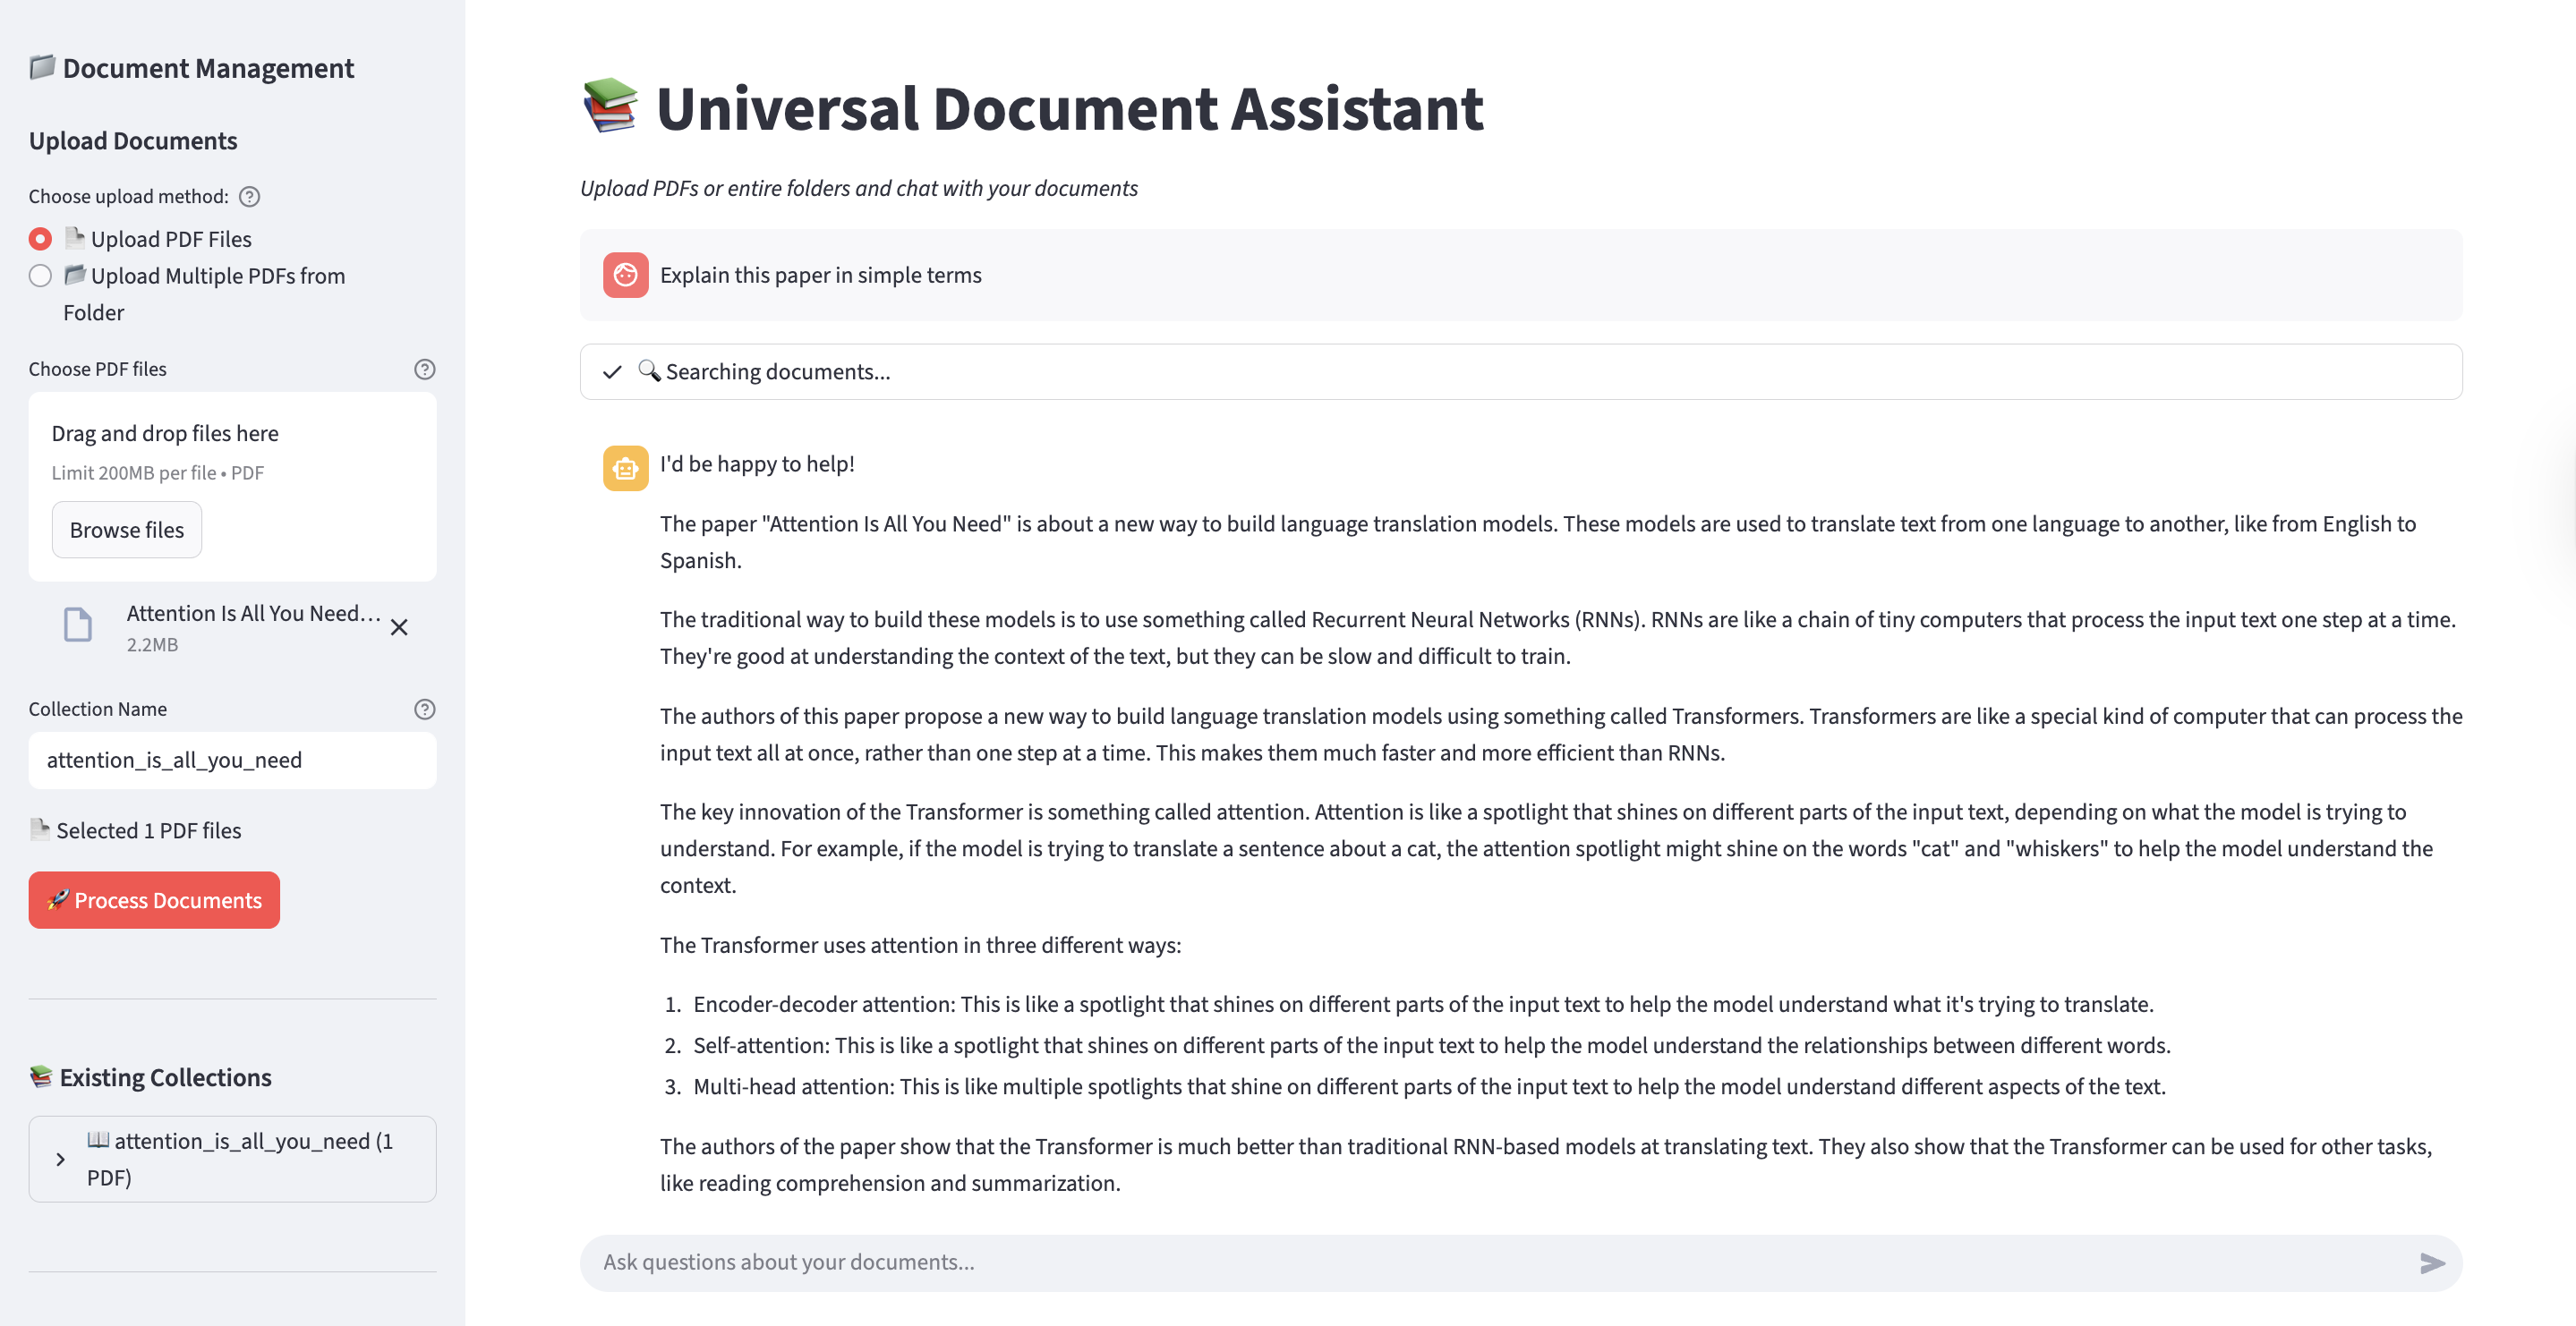 📁 Document Management
Upload Documents
Choose upload method:
📄 Upload PDF Files
📁 Upload Multiple PDFs from
Folder
Choose PDF files
Drag and drop files here
Limit 200MB per file • PDF
Browse files
Attention Is All You Need...
2.2MB
Collection Name
attention_is_all_you_need
📄 Selected 1 PDF files
🚀 Process Documents
📚 Existing Collections
📖 attention_is_all_you_need (1
PDF)
📚 Universal Document Assistant
Upload PDFs or entire folders and chat with your documents
Explain this paper in simple terms
🔍 Searching documents...
I'd be happy to help!
The paper "Attention Is All You Need" is about a new way to build language translation models. These models are used to translate text from one language to another, like from English to
Spanish.
The traditional way to build these models is to use something called Recurrent Neural Networks (RNNs). RNNs are like a chain of tiny computers that process the input text one step at a time.
They're good at understanding the context of the text, but they can be slow and difficult to train.
The authors of this paper propose a new way to build language translation models using something called Transformers. Transformers are like a special kind of computer that can process the
input text all at once, rather than one step at a time. This makes them much faster and more efficient than RNNs.
The key innovation of the Transformer is something called attention. Attention is like a spotlight that shines on different parts of the input text, depending on what the model is trying to
understand. For example, if the model is trying to translate a sentence about a cat, the attention spotlight might shine on the words "cat" and "whiskers" to help the model understand the
context.
The Transformer uses attention in three different ways:
1. Encoder-decoder attention: This is like a spotlight that shines on different parts of the input text to help the model understand what it's trying to translate.
2. Self-attention: This is like a spotlight that shines on different parts of the input text to help the model understand the relationships between different words.
3. Multi-head attention: This is like multiple spotlights that shine on different parts of the input text to help the model understand different aspects of the text.
The authors of the paper show that the Transformer is much better than traditional RNN-based models at translating text. They also show that the Transformer can be used for other tasks,
like reading comprehension and summarization.
Ask questions about your documents...